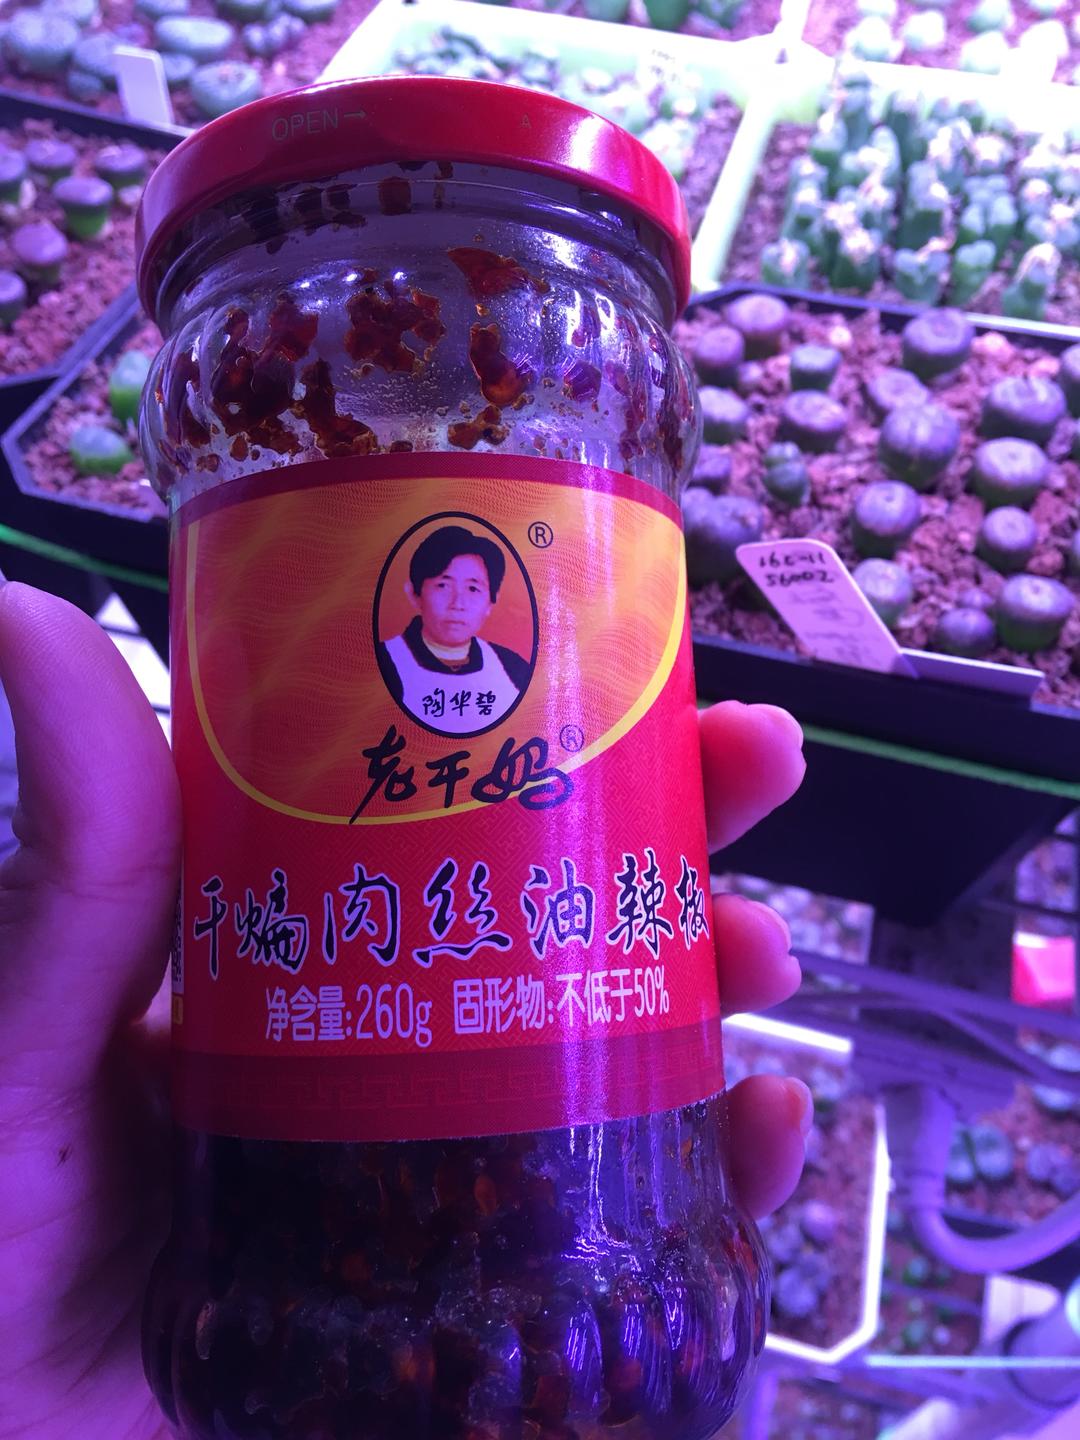 OPEN→
A
®
陶华碧
老干妈®
干煸肉丝油辣椒
净含量:260g 固形物:不低于50%